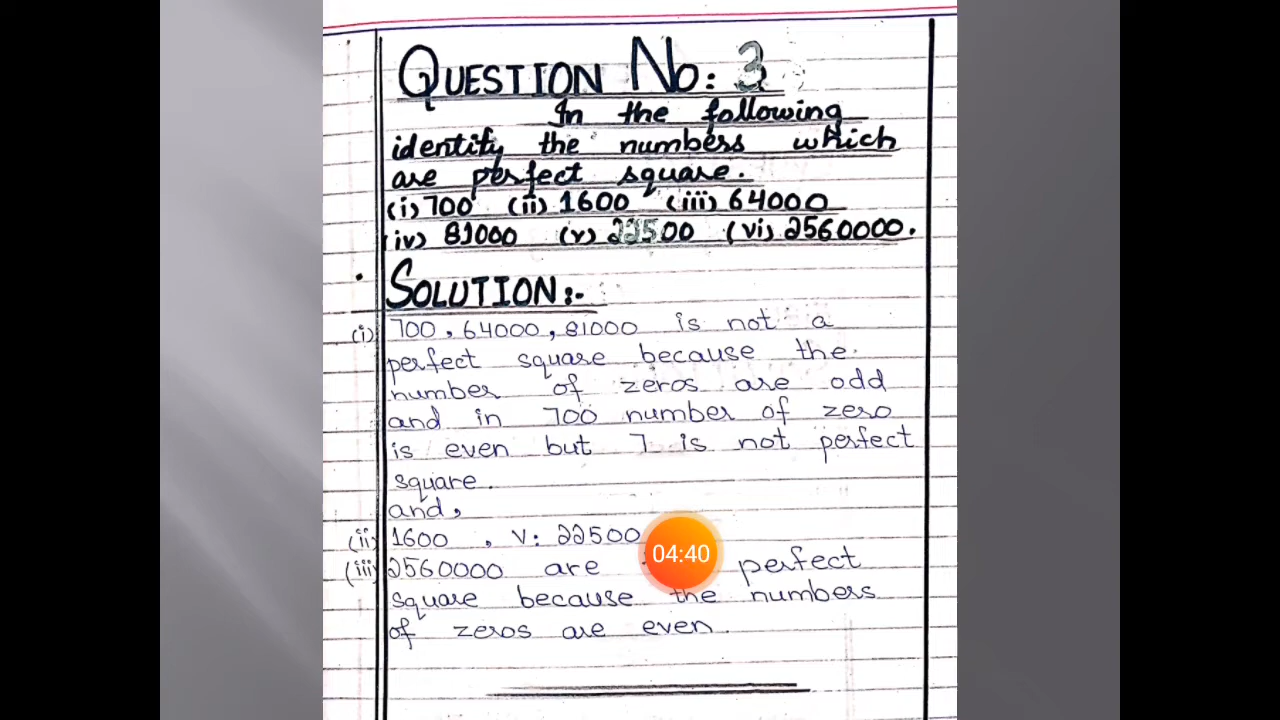 QUESTION No: 3
In the following
identify the numbers which
are perfect square.
(i) 700 (ii) 1600 (iii) 64000
(iv) 81000 (v) 22500 (vi) 2560000.
SOLUTION:-
(i) 700, 64000, 81000 is not a
perfect square because the
number of zeros are odd
and in 700 number of zero
is even but 7 is not perfect
square.
and,
(ii) 1600 , v: 22500
(iii) 2560000 are perfect
04:40
square because the numbers
of zeros are even.